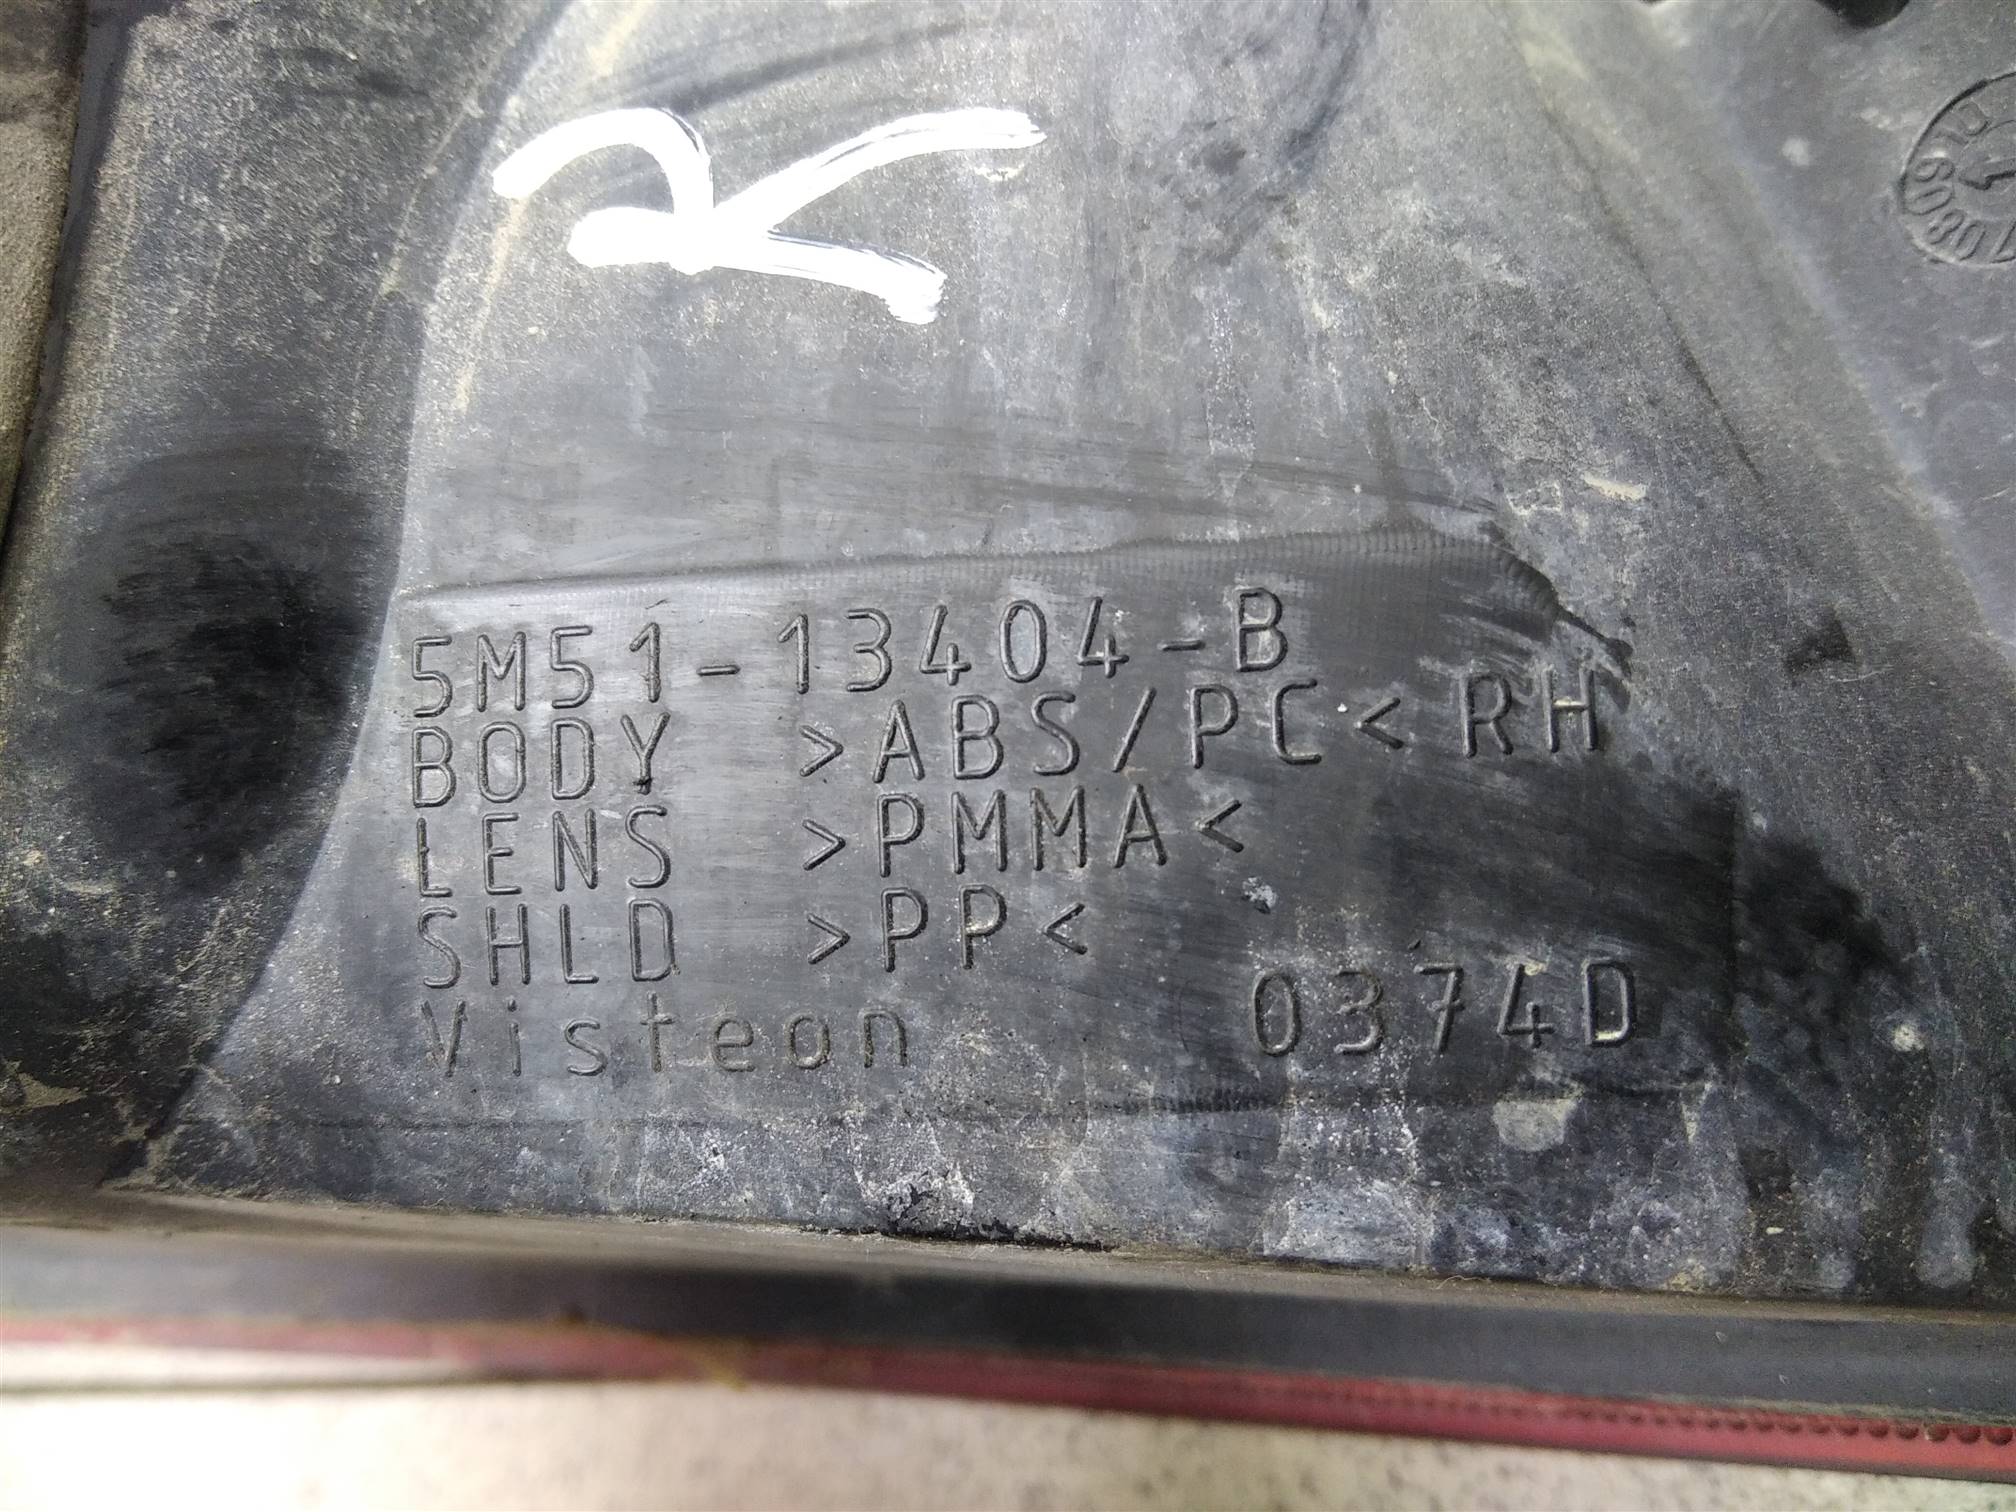 R
5M51-13404-B
BODY >ABS/PC< RH
LENS >PMMA<
SHLD >PP<
Visteon 0374D